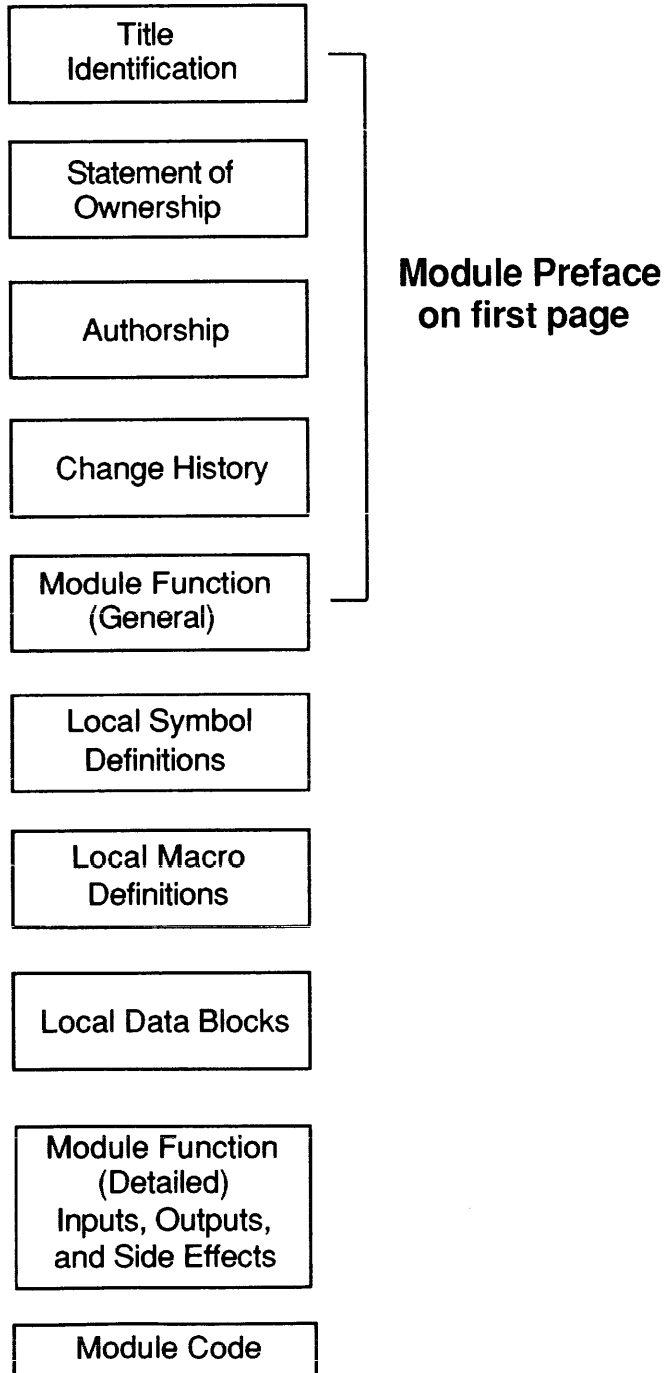 Title
Identification
Statement of
Ownership
Authorship
Module Preface
on first page
Change History
Module Function
(General)
Local Symbol
Definitions
Local Macro
Definitions
Local Data Blocks
Module Function
(Detailed)
Inputs, Outputs,
and Side Effects
Module Code